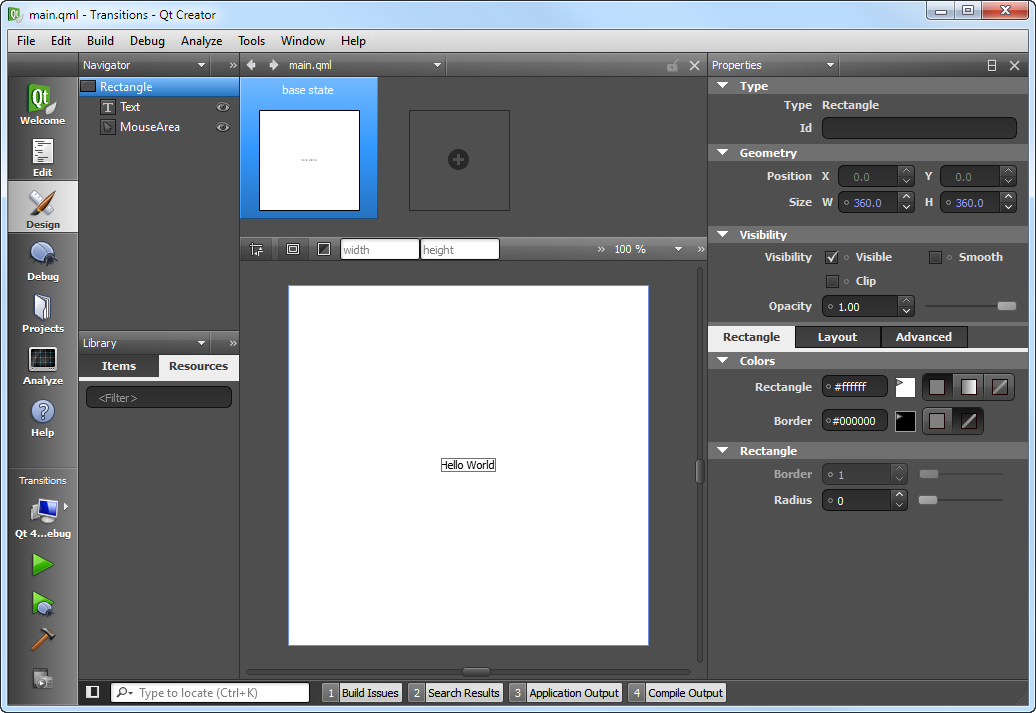 main.qml - Transitions - Qt Creator
File Edit Build Debug Analyze Tools Window Help
Navigator » main.qml Properties
Welcome
Edit
Design
Debug
Projects
Analyze
Help
Transitions
Qt 4...ebug
Rectangle
Text
MouseArea
Library »
Items Resources
<Filter>
base state
width height » 100 % »
Hello World
Type
Type Rectangle
Id
Geometry
Position X 0.0 Y 0.0
Size W 360.0 H 360.0
Visibility
Visibility Visible Smooth
Clip
Opacity 1.00
Rectangle Layout Advanced
Colors
Rectangle #ffffff
Border #000000
Rectangle
Border 1
Radius 0
Type to locate (Ctrl+K) 1 Build Issues 2 Search Results 3 Application Output 4 Compile Output